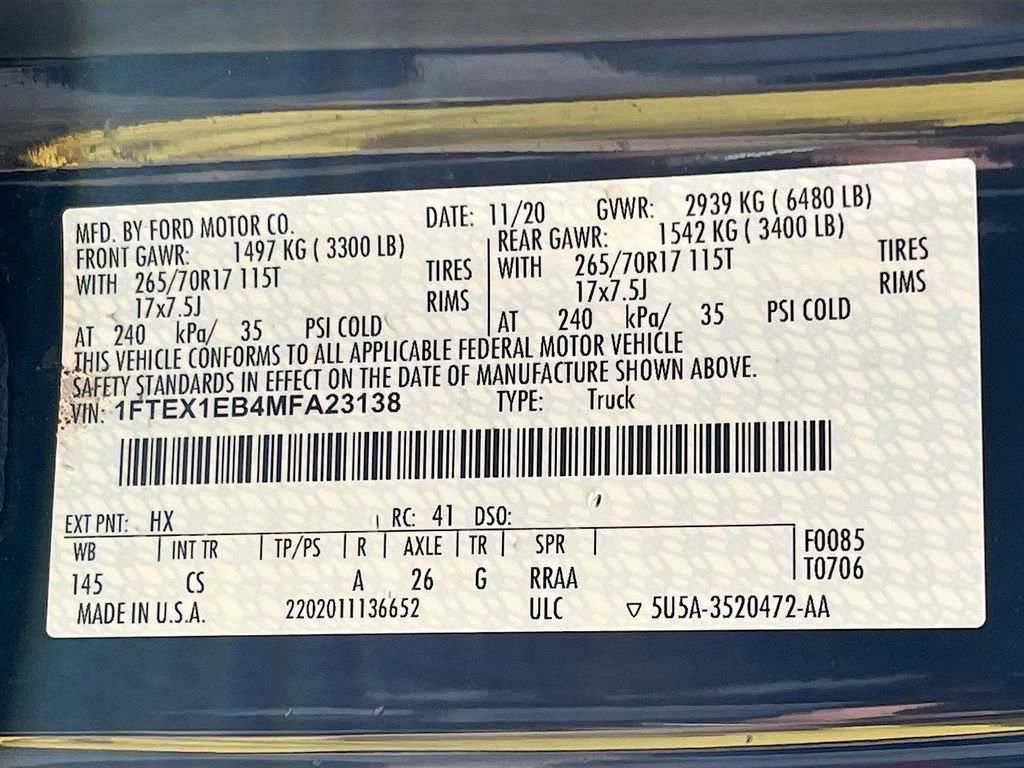 MFD. BY FORD MOTOR CO. DATE: 11/20 GVWR: 2939 KG ( 6480 LB)
FRONT GAWR: 1497 KG ( 3300 LB) REAR GAWR: 1542 KG ( 3400 LB)
WITH 265/70R17 115T TIRES WITH 265/70R17 115T TIRES
17x7.5J RIMS 17x7.5J RIMS
AT 240 kPa/ 35 PSI COLD AT 240 kPa/ 35 PSI COLD
THIS VEHICLE CONFORMS TO ALL APPLICABLE FEDERAL MOTOR VEHICLE
SAFETY STANDARDS IN EFFECT ON THE DATE OF MANUFACTURE SHOWN ABOVE.
VIN: 1FTEX1EB4MFA23138 TYPE: Truck
EXT PNT: HX RC: 41 DSO:
WB INT TR TP/PS R AXLE TR SPR F0085
145 CS A 26 G RRAA T0706
MADE IN U.S.A. 2202011136652 ULC ▽ 5U5A-3520472-AA